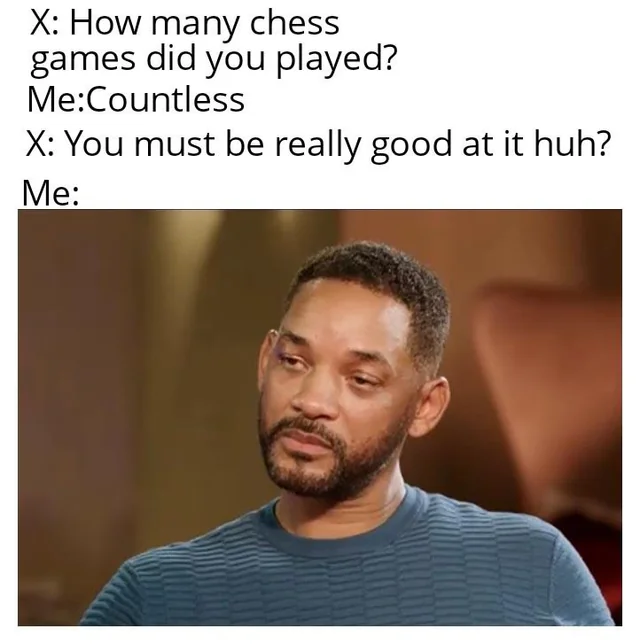 X: How many chess
games did you played?
Me:Countless
X: You must be really good at it huh?
Me: